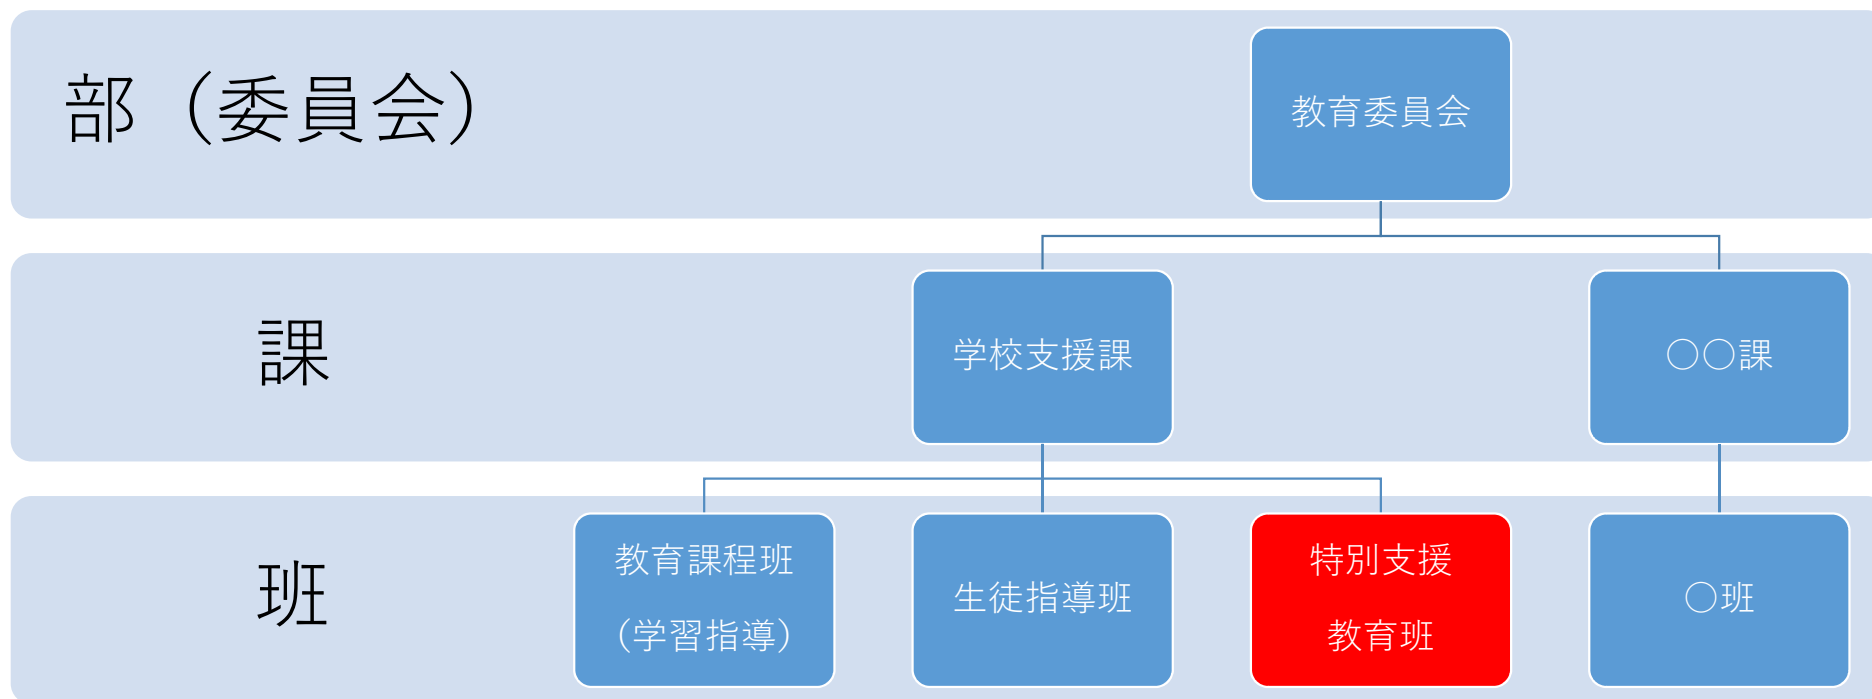 部（委員会）
教育委員会
課
学校支援課
〇〇課
班
教育課程班
（学習指導）
生徒指導班
特別支援
教育班
〇班